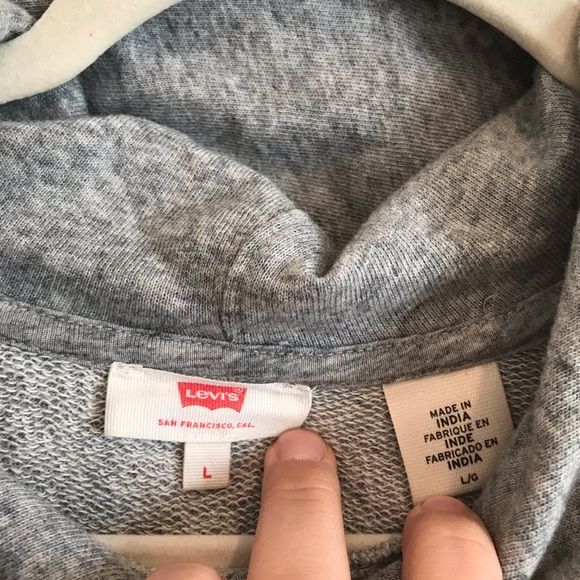 Levi's
SAN FRANCISCO, CAL.
L
MADE IN
INDIA
FABRIQUE EN
INDE
FABRICADO EN
INDIA
L/G